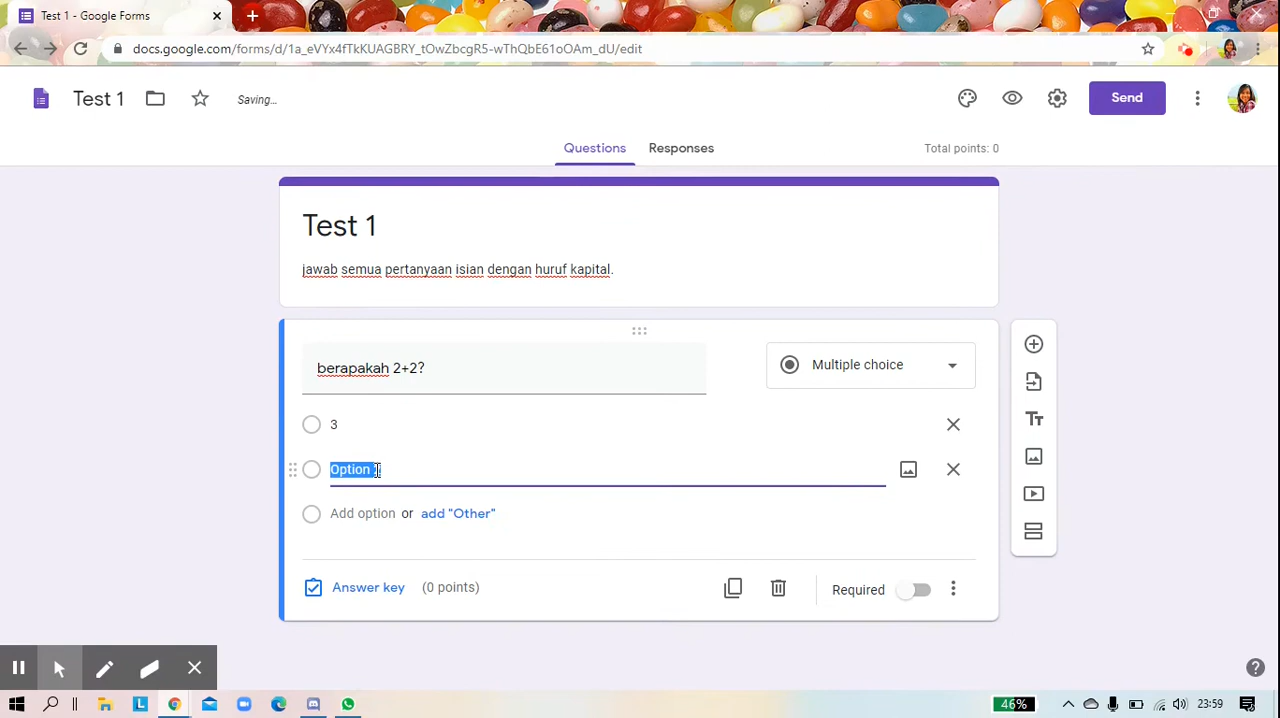 Test 1 - Google Forms
docs.google.com/forms/d/1a_eVYx4fTkKUAGBRY_tOwZbcgR5-wThQbE61oOAm_dU/edit
Test 1
Saving...
Send
Questions
Responses
Total points: 0
Test 1
jawab semua pertanyaan isian dengan huruf kapital.
berapakah 2+2?
Multiple choice
3
Option
Add option or add "Other"
Answer key
(0 points)
Required
46%
23:59